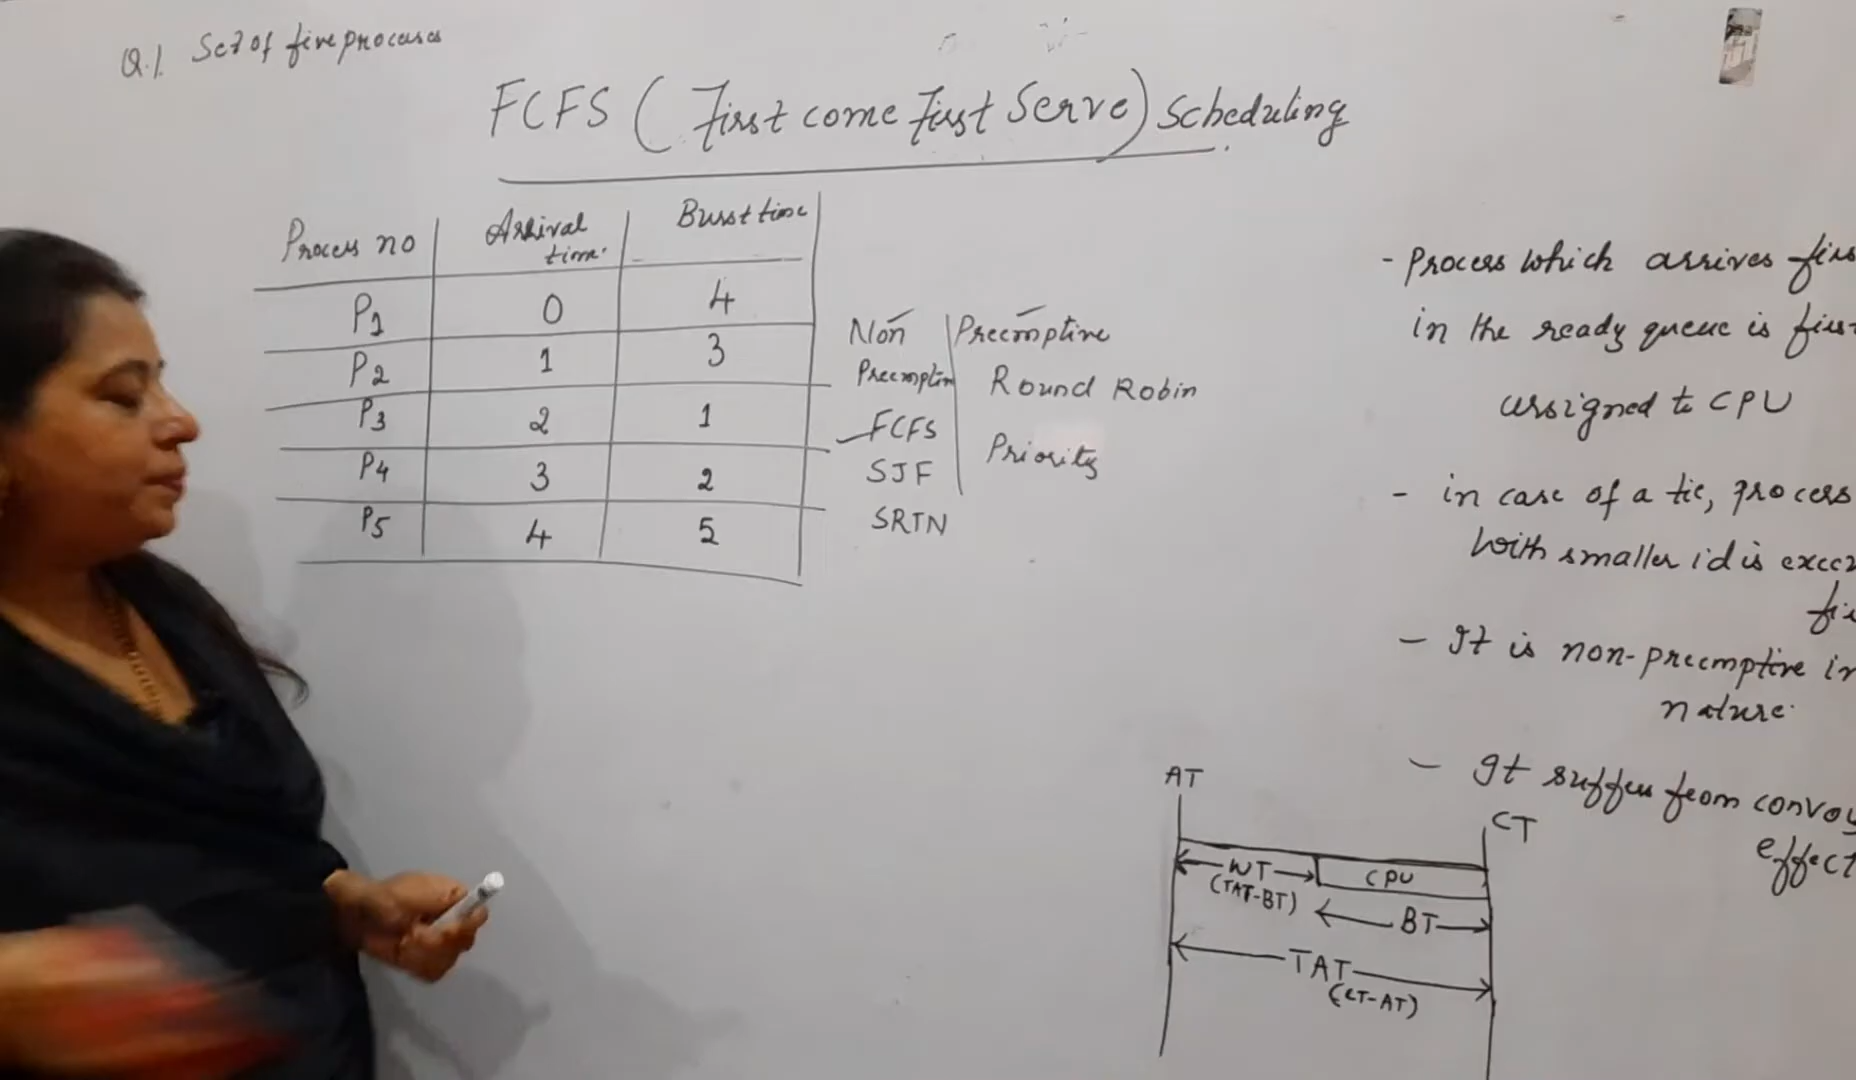 Q.1. Set of five processes
FCFS (First come First Serve) Scheduling
Process no | Arrival time. | Burst time
P1 | 0 | 4
P2 | 1 | 3
P3 | 2 | 1
P4 | 3 | 2
P5 | 4 | 5
Non | Preemptive
Preemptive | Round Robin
FCFS | Priority
SJF
SRTN
- Process which arrives firs
in the ready queue is firs
assigned to CPU
- in case of a tie, process
with smaller id is exec
fi
- It is non-preemptive in
nature.
- It suffers from convoy
effect
AT
CT
WT
CPU
(TAT-BT)
BT
TAT
(CT-AT)